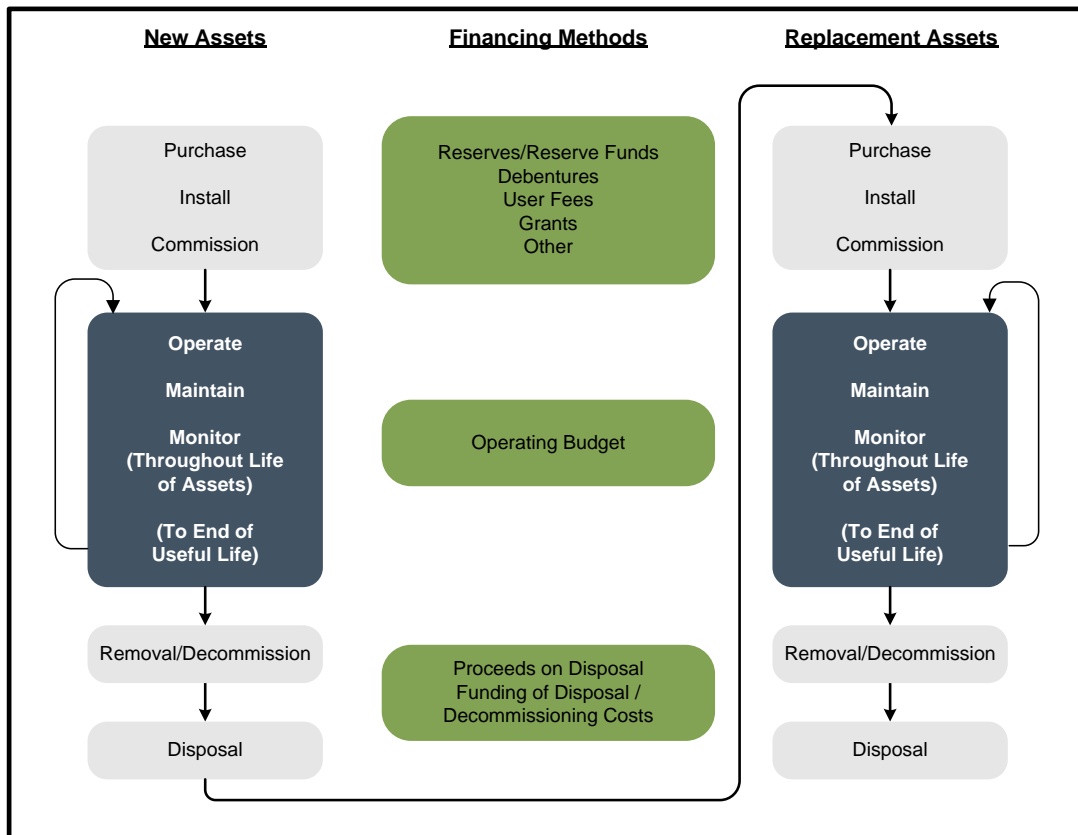 New Assets
Financing Methods
Replacement Assets
Purchase
Install
Commission
Operate
Maintain
Monitor
(Throughout Life
of Assets)
(To End of
Useful Life)
Removal/Decommission
Disposal
Reserves/Reserve Funds
Debentures
User Fees
Grants
Other
Operating Budget
Proceeds on Disposal
Funding of Disposal /
Decommissioning Costs
Purchase
Install
Commission
Operate
Maintain
Monitor
(Throughout Life
of Assets)
(To End of
Useful Life)
Removal/Decommission
Disposal